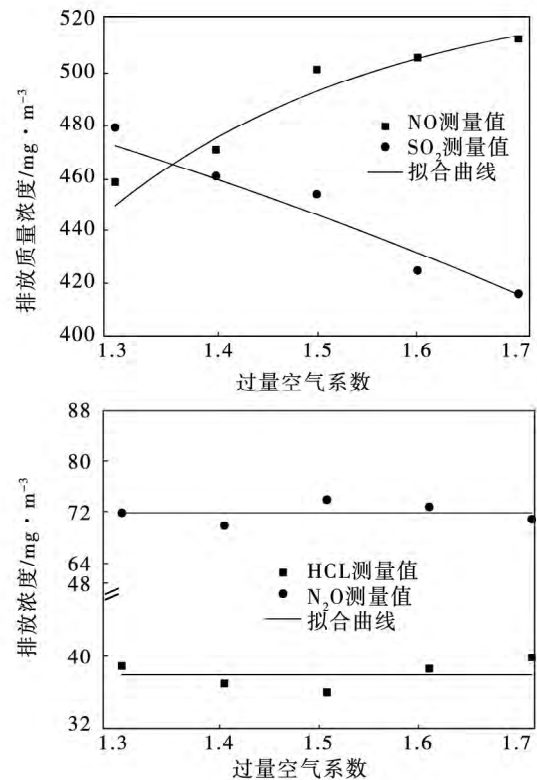 520
500
480
460
440
420
400
排放质量浓度/mg·m⁻³
■ NO测量值
● SO₂测量值
— 拟合曲线
1.3 1.4 1.5 1.6 1.7
过量空气系数
88
80
72
64
48
40
32
排放浓度/mg·m⁻³
■ HCL测量值
● N₂O测量值
— 拟合曲线
1.3 1.4 1.5 1.6 1.7
过量空气系数